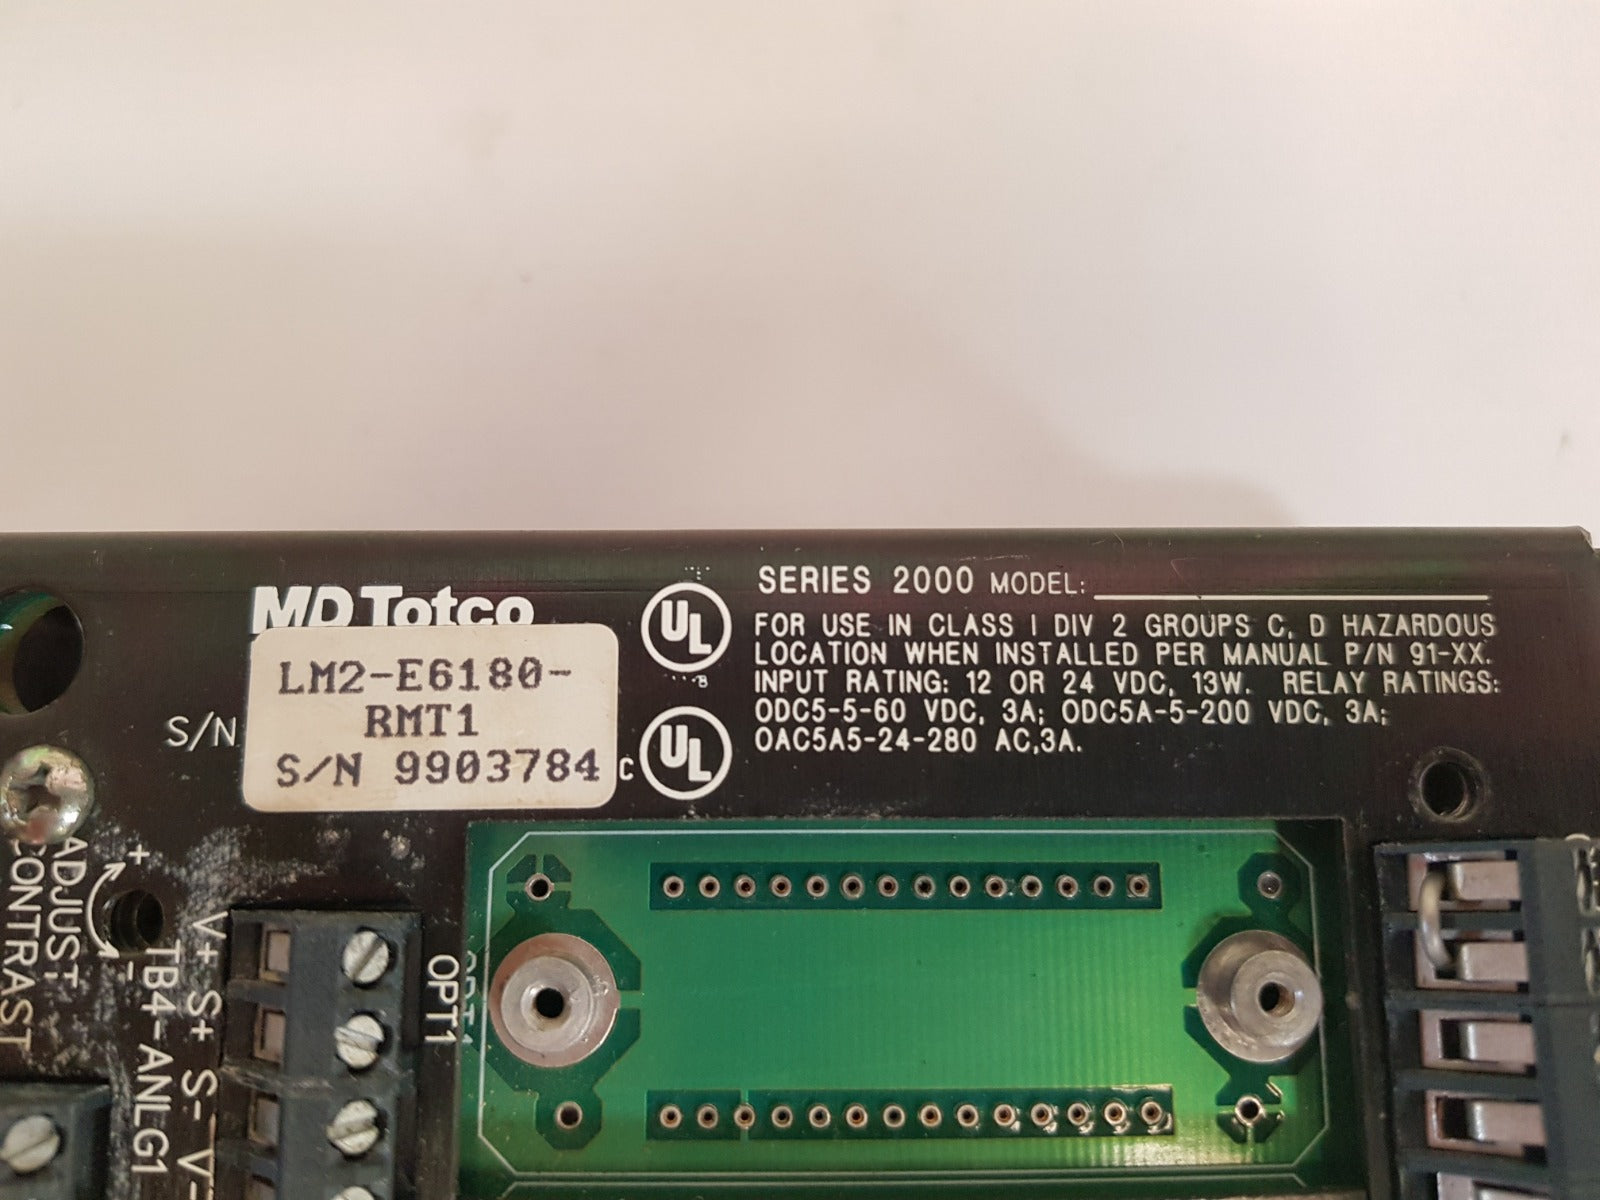 MD Totco
LM2-E6180-
RMT1
S/N 9903784
S/N
UL
C UL
SERIES 2000 MODEL:
FOR USE IN CLASS I DIV 2 GROUPS C, D HAZARDOUS
LOCATION WHEN INSTALLED PER MANUAL P/N 91-XX.
INPUT RATING: 12 OR 24 VDC, 13W. RELAY RATINGS:
ODC5-5-60 VDC, 3A; ODC5A-5-200 VDC, 3A;
OAC5A5-24-280 AC,3A.
ADJUST
CONTRAST
+
-
TB4-ANLG1
V+ S+ S- V-
OPT1